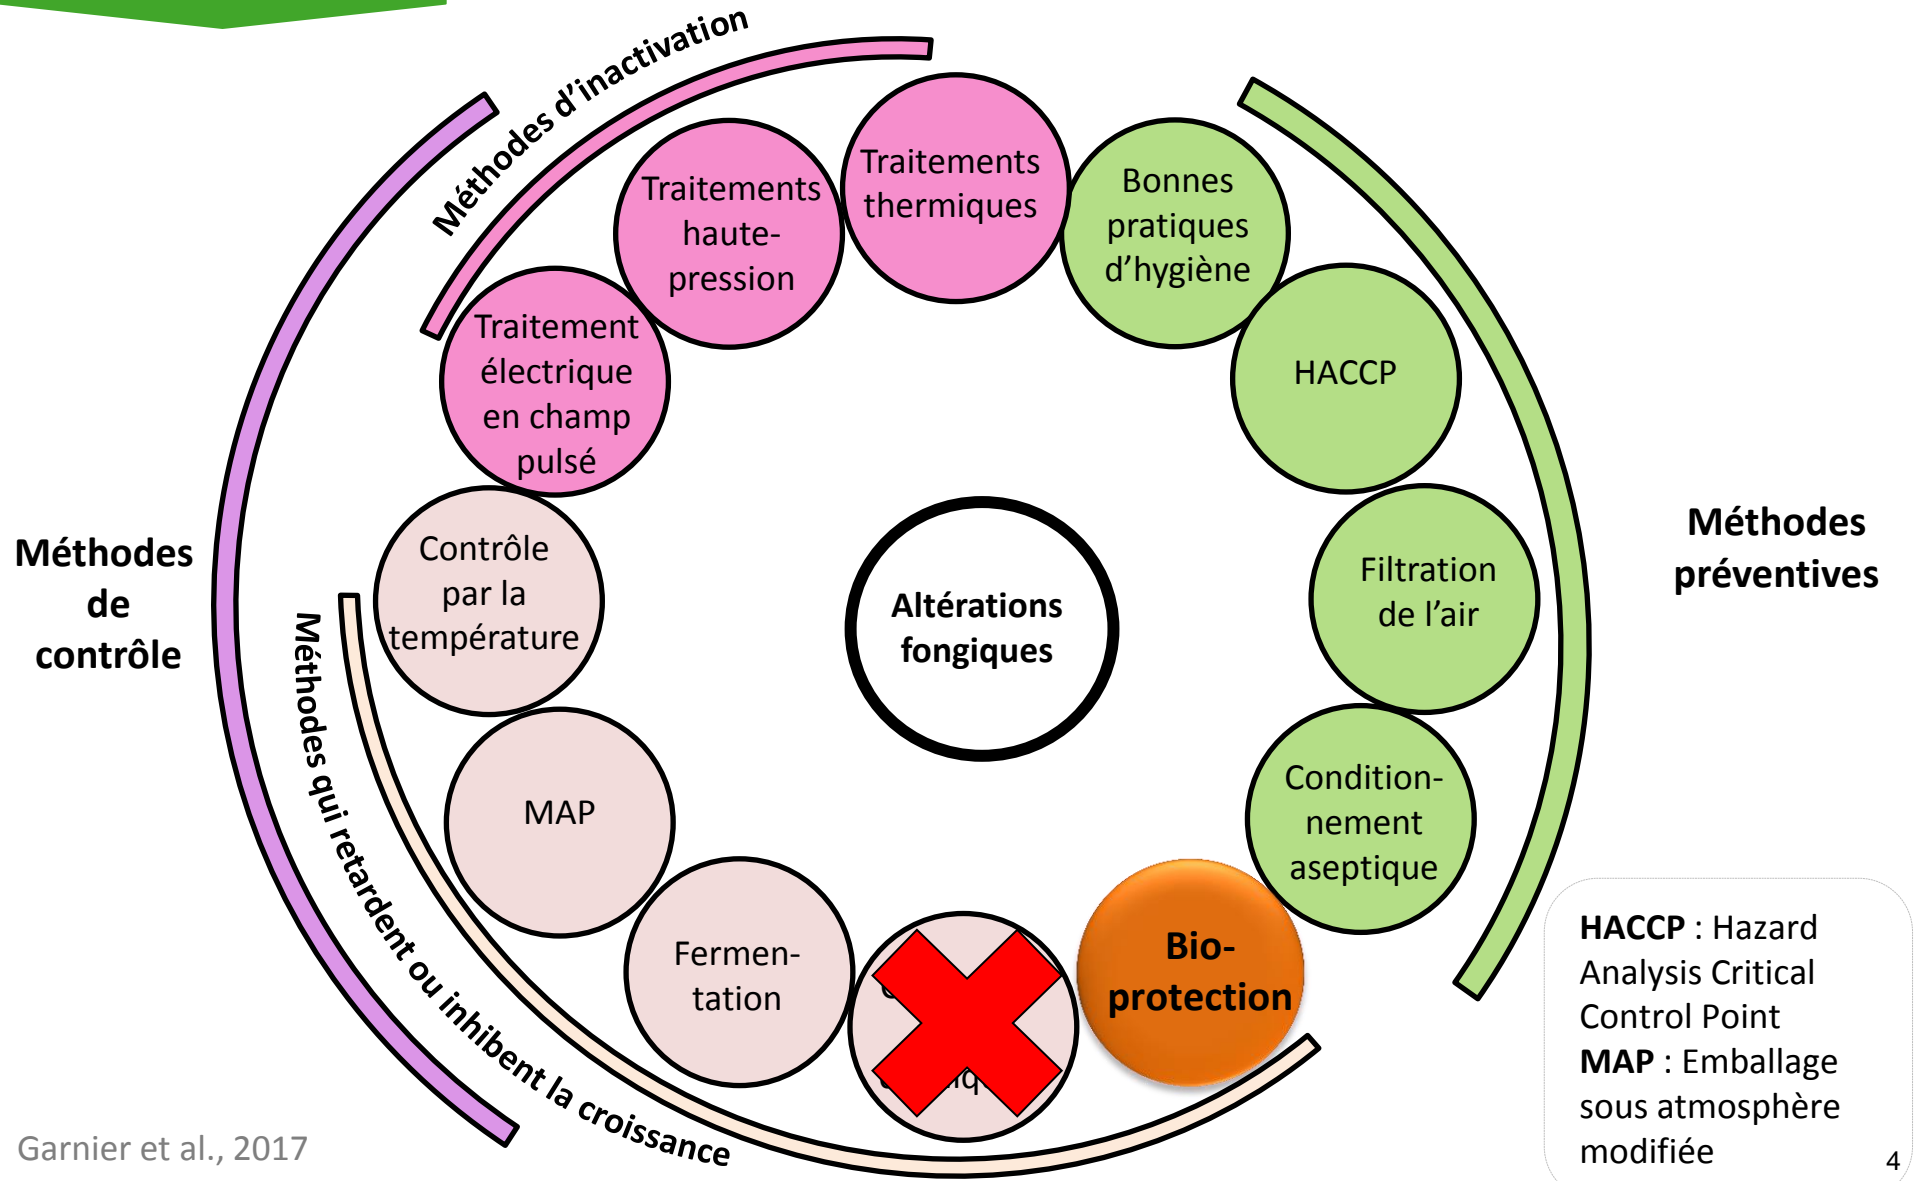 Méthodes d'inactivation
Traitements
thermiques
Traitements
haute-
pression
Bonnes
pratiques
d'hygiène
Traitement
électrique
en champ
pulsé
HACCP
Méthodes
de
contrôle
Contrôle
par la
température
Altérations
fongiques
Filtration
de l'air
Méthodes
préventives
Méthodes qui retardent ou inhibent la croissance
MAP
Condition-
nement
aseptique
Fermen-
tation
Bio-
protection
HACCP : Hazard
Analysis Critical
Control Point
MAP : Emballage
sous atmosphère
modifiée
Garnier et al., 2017
4